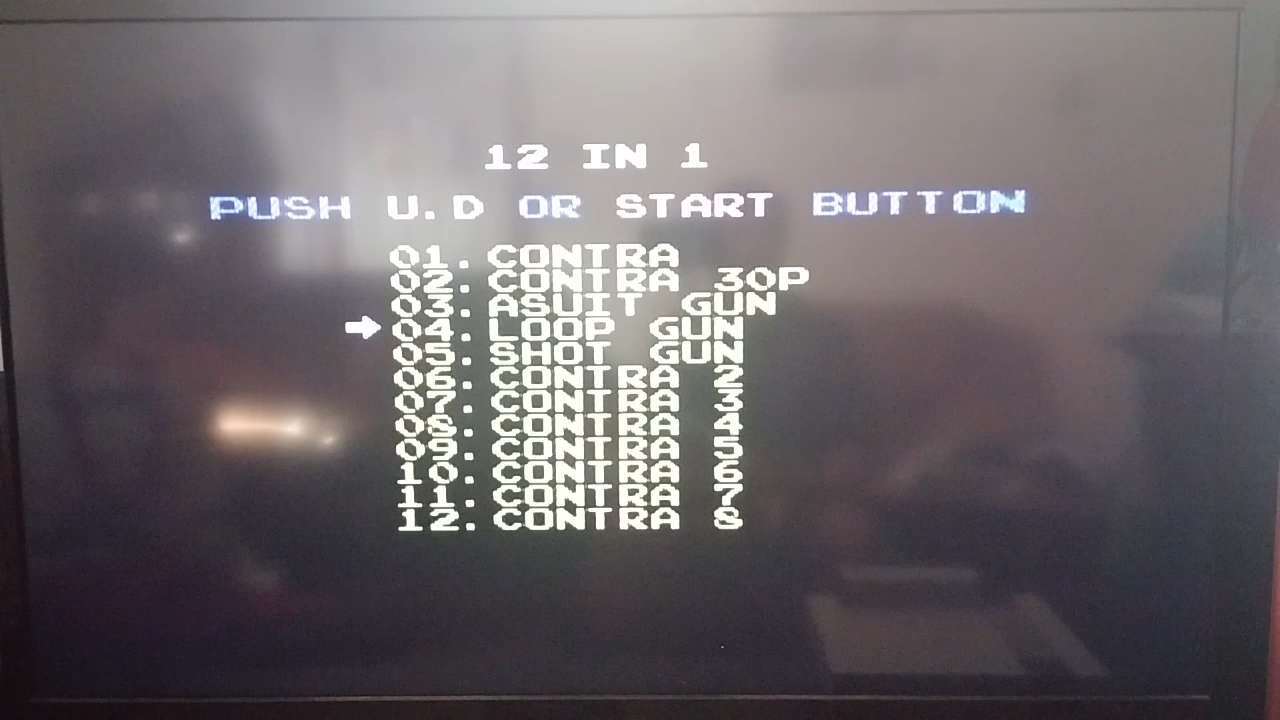 12 IN 1
PUSH U.D OR START BUTTON
01. CONTRA
02. CONTRA 30P
03. ASUIT GUN
04. LOOP GUN
05. SHOT GUN
06. CONTRA 2
07. CONTRA 3
08. CONTRA 4
09. CONTRA 5
10. CONTRA 6
11. CONTRA 7
12. CONTRA 8